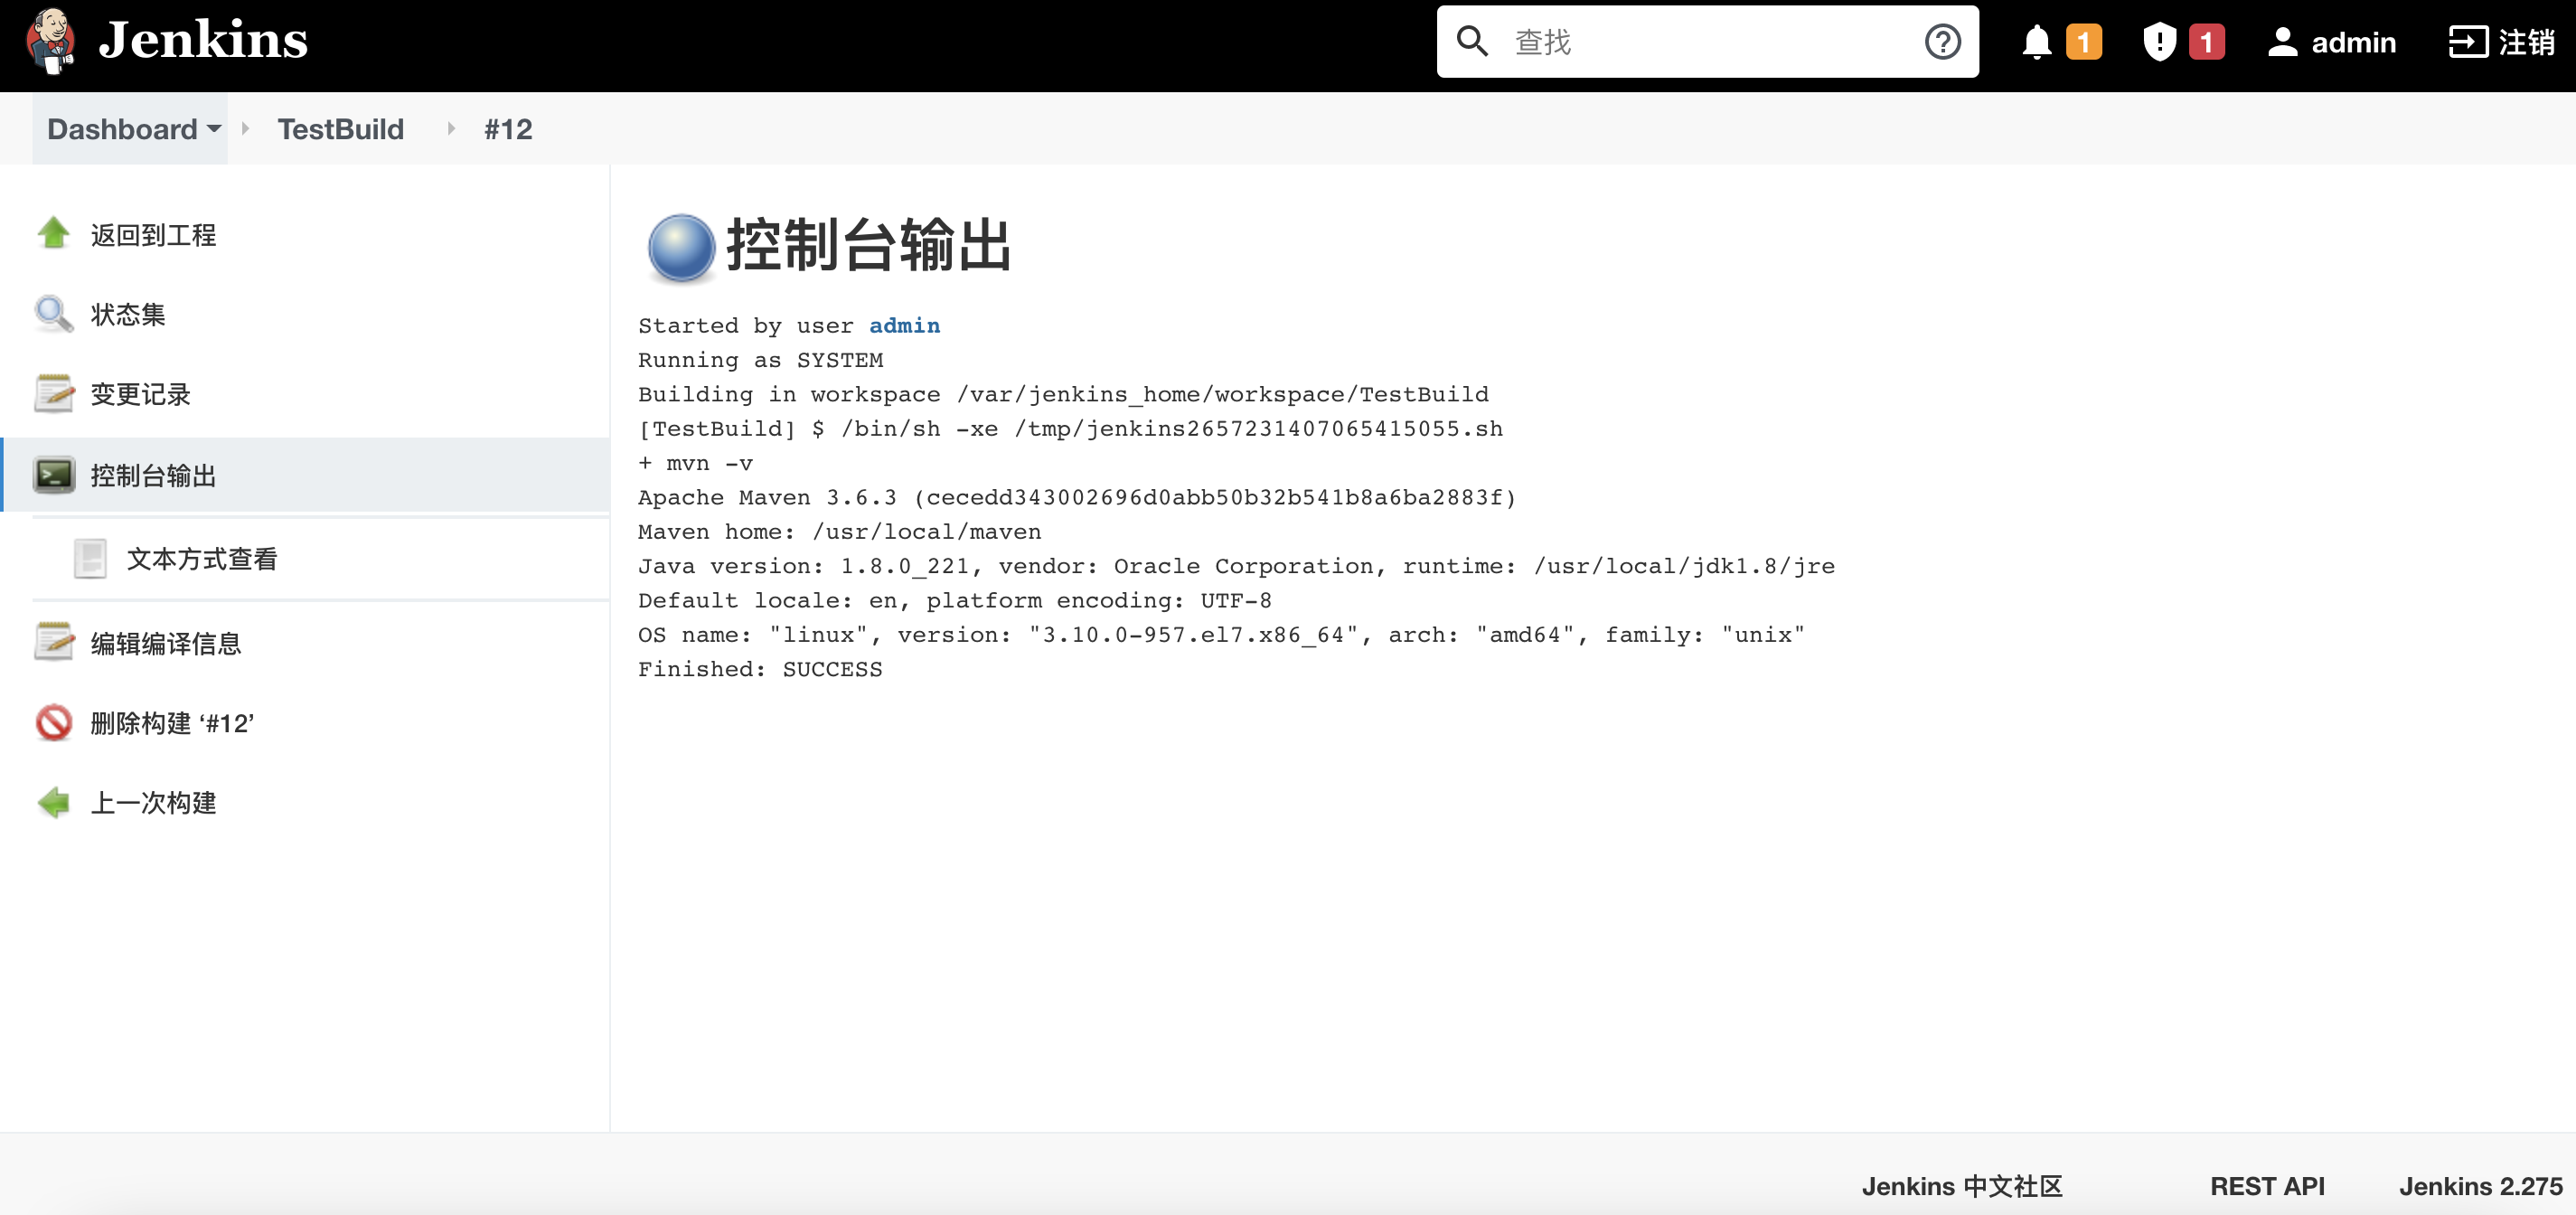 Jenkins
查找
1
1
admin
注销
Dashboard
TestBuild
#12
返回到工程
状态集
变更记录
控制台输出
文本方式查看
编辑编译信息
删除构建 ‘#12’
上一次构建
控制台输出
Started by user admin
Running as SYSTEM
Building in workspace /var/jenkins_home/workspace/TestBuild
[TestBuild] $ /bin/sh -xe /tmp/jenkins2657231407065415055.sh
+ mvn -v
Apache Maven 3.6.3 (cecedd343002696d0abb50b32b541b8a6ba2883f)
Maven home: /usr/local/maven
Java version: 1.8.0_221, vendor: Oracle Corporation, runtime: /usr/local/jdk1.8/jre
Default locale: en, platform encoding: UTF-8
OS name: "linux", version: "3.10.0-957.el7.x86_64", arch: "amd64", family: "unix"
Finished: SUCCESS
Jenkins 中文社区
REST API
Jenkins 2.275